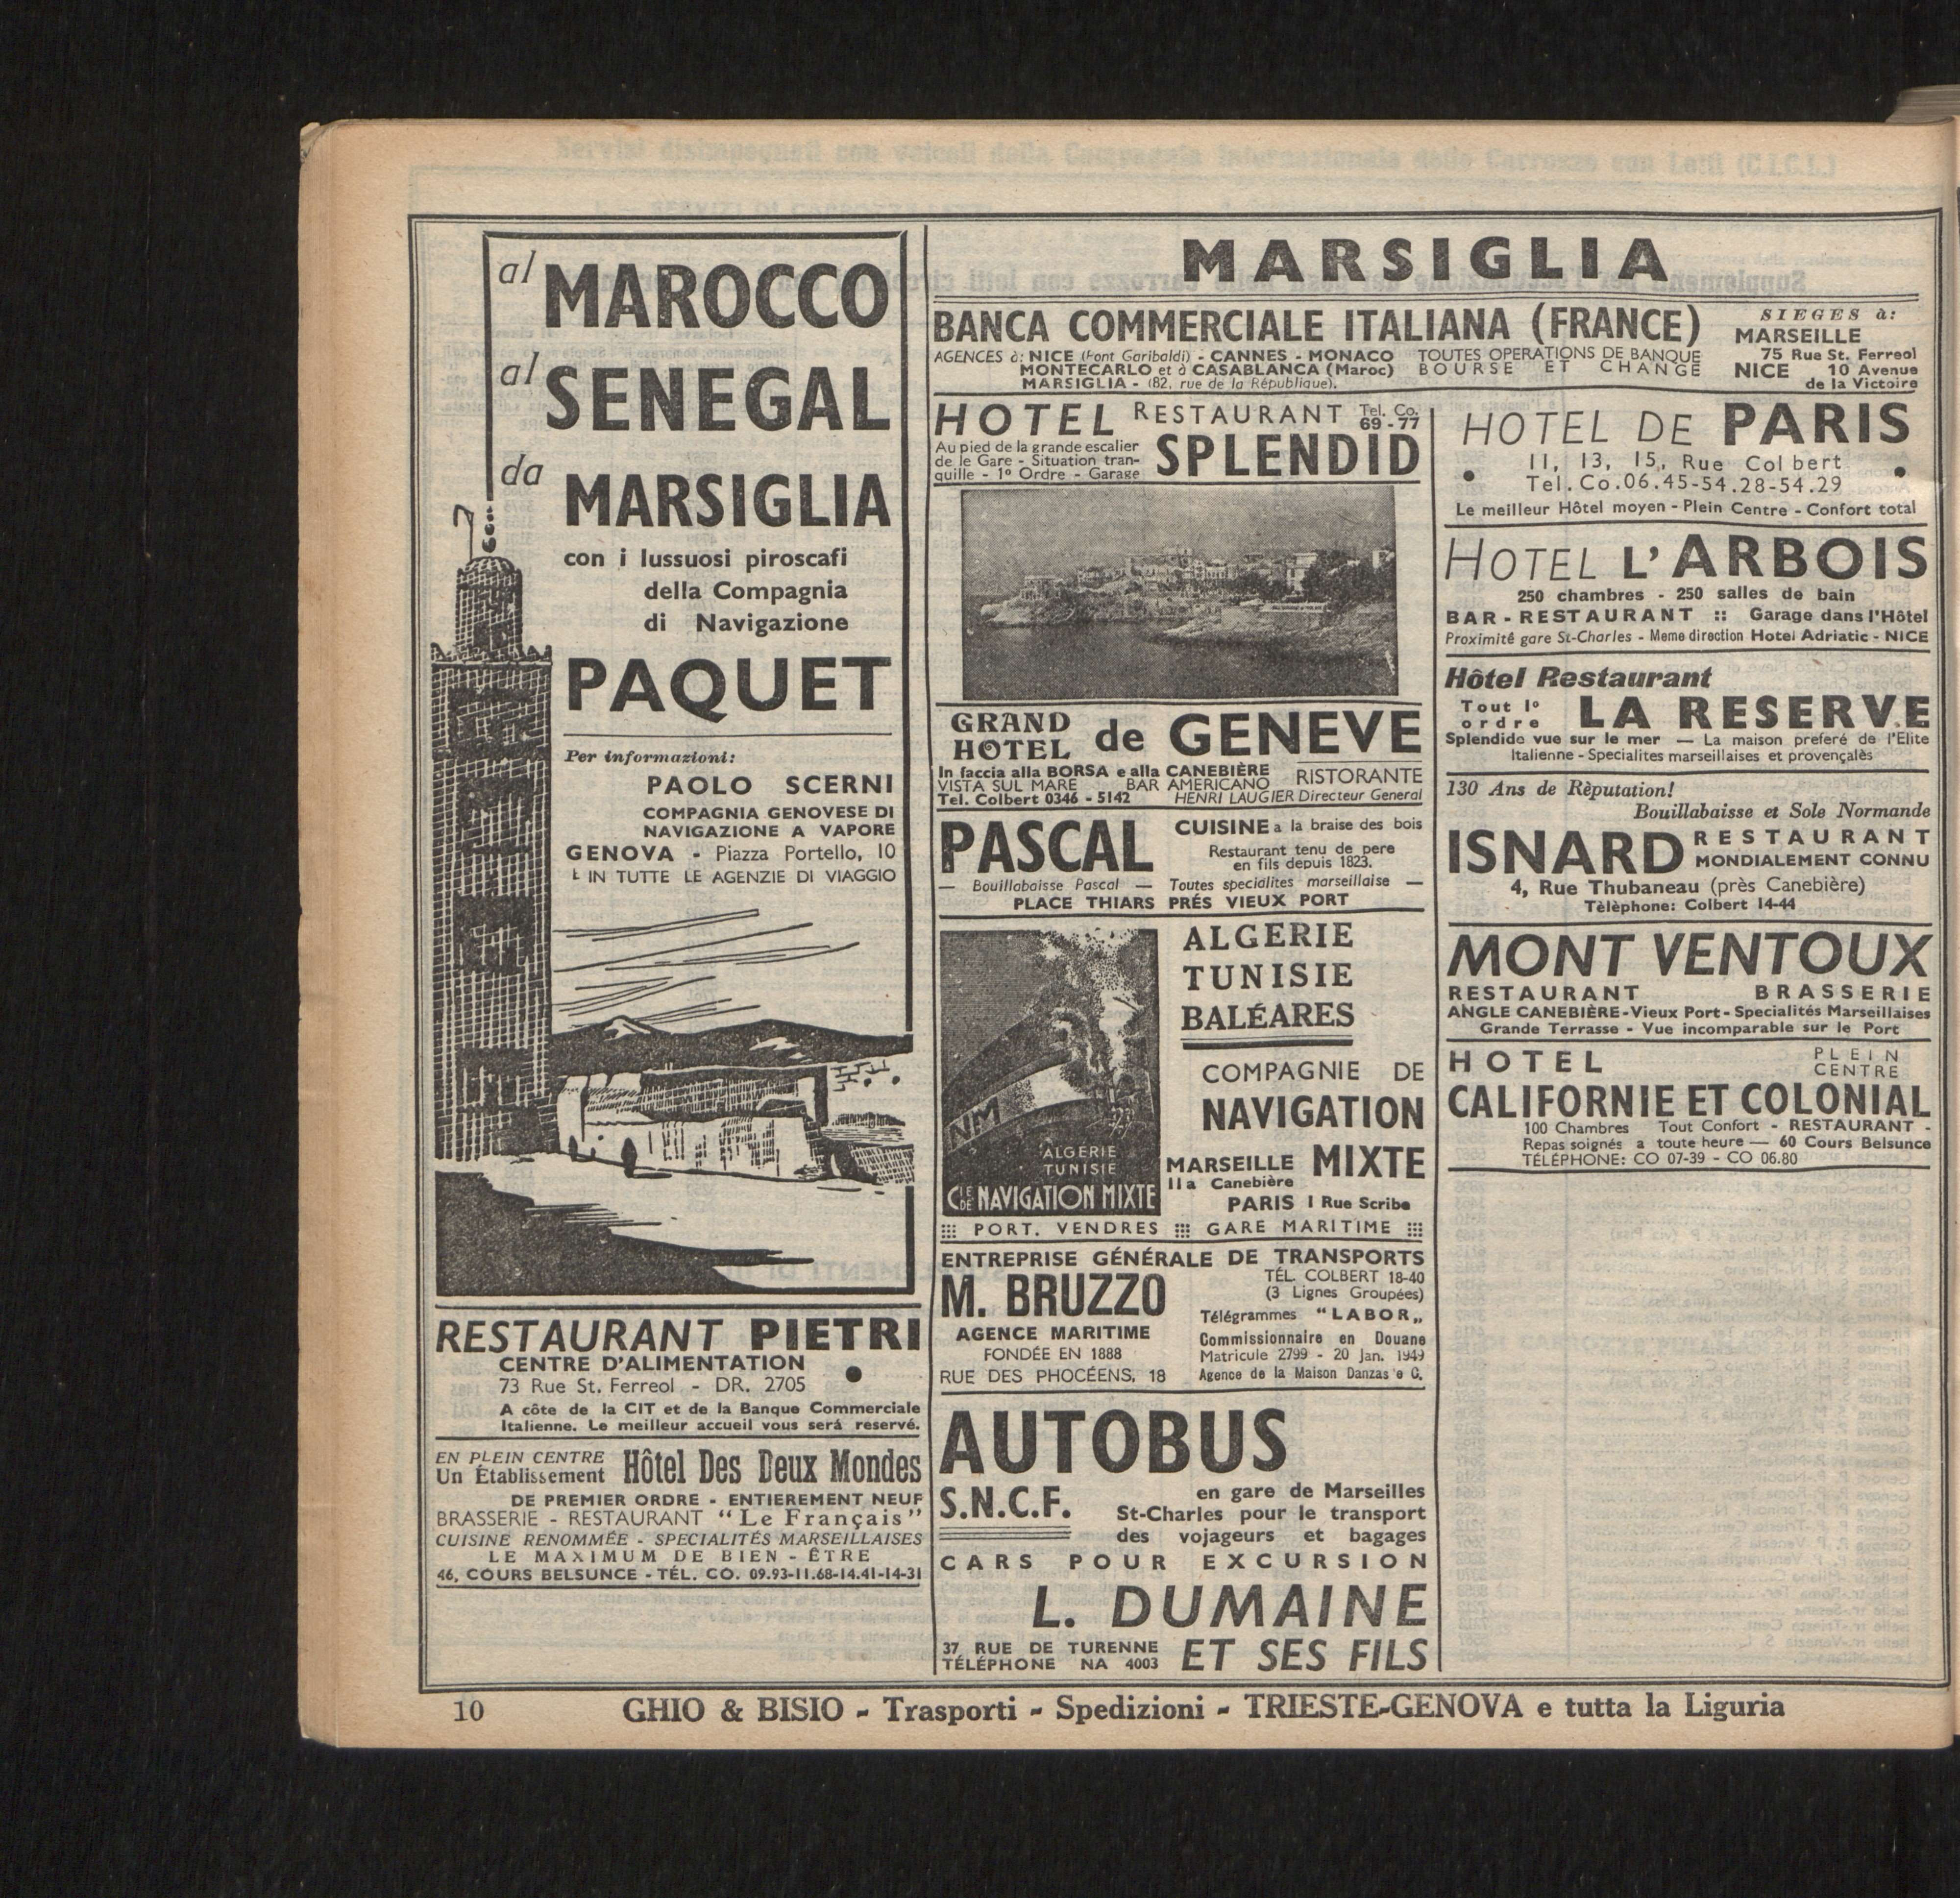 al MAROCCO
al SENEGAL
da MARSIGLIA
con i lussuosi piroscafi
della Compagnia
di Navigazione
PAQUET
Per informazioni:
PAOLO SCERNI
COMPAGNIA GENOVESE DI
NAVIGAZIONE A VAPORE
GENOVA - Piazza Portello, 10
E IN TUTTE LE AGENZIE DI VIAGGIO
RESTAURANT PIETRI
CENTRE D'ALIMENTATION
73 Rue St. Ferreol - DR. 2705
A côte de la CIT et de la Banque Commerciale
Italienne. Le meilleur accueil vous será reservé.
EN PLEIN CENTRE
Un Établissement Hôtel Des Deux Mondes
DE PREMIER ORDRE - ENTIEREMENT NEUF
BRASSERIE - RESTAURANT "Le Français"
CUISINE RENOMMÉE - SPECIALITÉS MARSEILLAISES
LE MAXIMUM DE BIEN - ÊTRE
46, COURS BELSUNCE - TÉL. CO. 09.93-11.68-14.41-14-31
MARSIGLIA
BANCA COMMERCIALE ITALIANA (FRANCE)
AGENCES à: NICE (Font Garibaldi) - CANNES - MONACO
MONTECARLO et à CASABLANCA (Maroc)
MARSIGLIA - (82, rue de la République).
TOUTES OPERATIONS DE BANQUE
BOURSE ET CHANGE
SIEGES à:
MARSEILLE
75 Rue St. Ferreol
NICE 10 Avenue
de la Victoire
HOTEL RESTAURANT Tel. Co. 69-77
SPLENDID
Au pied de la grande escalier
de le Gare - Situation tran-
quille - 1º Ordre - Garage
GRAND HOTEL de GENEVE
In faccia alla BORSA e alla CANEBIÈRE
VISTA SUL MARE BAR AMERICANO RISTORANTE
Tel. Colbert 0346 - 5142 HENRI LAUGIER Directeur General
PASCAL
CUISINE a la braise des bois
Restaurant tenu de pere
en fils depuis 1823.
— Bouillabaisse Pascal — Toutes specialites marseillaise —
PLACE THIARS PRÉS VIEUX PORT
NM
ALGERIE
TUNISIE
CIE DE NAVIGATION MIXTE
ALGERIE
TUNISIE
BALÉARES
COMPAGNIE DE
NAVIGATION
MIXTE
MARSEILLE
11a Canebière
PARIS 1 Rue Scribe
PORT. VENDRES GARE MARITIME
ENTREPRISE GÉNÉRALE DE TRANSPORTS
M. BRUZZO
AGENCE MARITIME
FONDÉE EN 1888
RUE DES PHOCÉENS, 18
TÉL. COLBERT 18-40
(3 Lignes Groupées)
Télégrammes "LABOR„
Commissionnaire en Douane
Matricule 2799 - 20 Jan. 1949
Agence de la Maison Danzas e C.
AUTOBUS
S.N.C.F.
en gare de Marseilles
St-Charles pour le transport
des vojageurs et bagages
CARS POUR EXCURSION
L. DUMAINE
37 RUE DE TURENNE
TÉLÉPHONE NA 4003
ET SES FILS
HOTEL DE PARIS
11, 13, 15, Rue Colbert
Tel. Co.06.45-54.28-54.29
Le meilleur Hôtel moyen - Plein Centre - Confort total
HOTEL L'ARBOIS
250 chambres - 250 salles de bain
BAR - RESTAURANT :: Garage dans l'Hôtel
Proximité gare St-Charles - Meme direction Hotel Adriatic - NICE
Hôtel Restaurant
Tout 1º
ordre LA RESERVE
Splendide vue sur le mer — La maison preferé de l'Elite
Italienne - Specialites marseillaises et provençalès
130 Ans de Rèputation!
Bouillabaisse et Sole Normande
ISNARD RESTAURANT
MONDIALEMENT CONNU
4, Rue Thubaneau (près Canebière)
Tèlèphone: Colbert 14-44
MONT VENTOUX
RESTAURANT BRASSERIE
ANGLE CANEBIÈRE - Vieux Port - Specialités Marseillaises
Grande Terrasse - Vue incomparable sur le Port
HOTEL PLEIN CENTRE
CALIFORNIE ET COLONIAL
100 Chambres Tout Confort - RESTAURANT -
Repas soignés a toute heure — 60 Cours Belsunce
TÉLÉPHONE: CO 07-39 - CO 06.80
10 GHIO & BISIO - Trasporti - Spedizioni - TRIESTE-GENOVA e tutta la Liguria